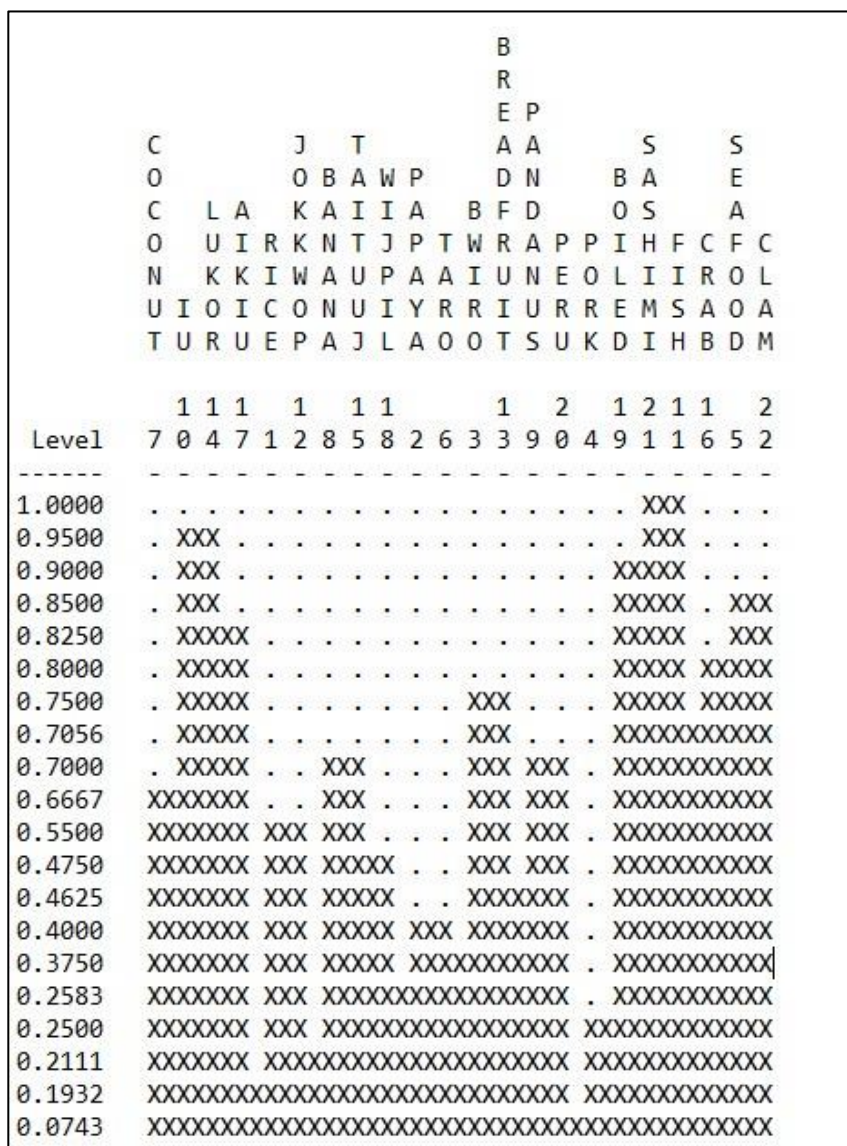 B
R
E P
C J T A A S S
O O B A W P D N B A E
C L A K A I I A B F D O S A
O U I R K N T J P T W R A P P I H F C F C
N K K I W A U P A A I U N E O L I I R O L
U I O I C O N U I Y R R I U R R E M S A O A
T U R U E P A J L A O O T S U K D I H B D M
1 1 1 1 1 1 1 2 1 2 1 1 2
Level 7 0 4 7 1 2 8 5 8 2 6 3 3 9 0 4 9 1 1 6 5 2
------ - - - - - - - - - - - - - - - - - - - - - -
1.0000 . . . . . . . . . . . . . . . . . XXX . . .
0.9500 . XXX . . . . . . . . . . . . . . XXX . . .
0.9000 . XXX . . . . . . . . . . . . . XXXXX . . .
0.8500 . XXX . . . . . . . . . . . . . XXXXX . XXX
0.8250 . XXXXX . . . . . . . . . . . . XXXXX . XXX
0.8000 . XXXXX . . . . . . . . . . . . XXXXX XXXXX
0.7500 . XXXXX . . . . . . . XXX . . . XXXXX XXXXX
0.7056 . XXXXX . . . . . . . XXX . . . XXXXXXXXXXX
0.7000 . XXXXX . . XXX . . . XXX XXX . XXXXXXXXXXX
0.6667 XXXXXXX . . XXX . . . XXX XXX . XXXXXXXXXXX
0.5500 XXXXXXX XXX XXX . . . XXX XXX . XXXXXXXXXXX
0.4750 XXXXXXX XXX XXXXX . . XXX XXX . XXXXXXXXXXX
0.4625 XXXXXXX XXX XXXXX . . XXXXXXX . XXXXXXXXXXX
0.4000 XXXXXXX XXX XXXXX XXX XXXXXXX . XXXXXXXXXXX
0.3750 XXXXXXX XXX XXXXX XXXXXXXXXXX . XXXXXXXXXXX
0.2583 XXXXXXX XXX XXXXXXXXXXXXXXXXX . XXXXXXXXXXX
0.2500 XXXXXXX XXX XXXXXXXXXXXXXXXXX XXXXXXXXXXXXX
0.2111 XXXXXXX XXXXXXXXXXXXXXXXXXXXX XXXXXXXXXXXXX
0.1932 XXXXXXXXXXXXXXXXXXXXXXXXXXXXX XXXXXXXXXXXXX
0.0743 XXXXXXXXXXXXXXXXXXXXXXXXXXXXXXXXXXXXXXXXXXX